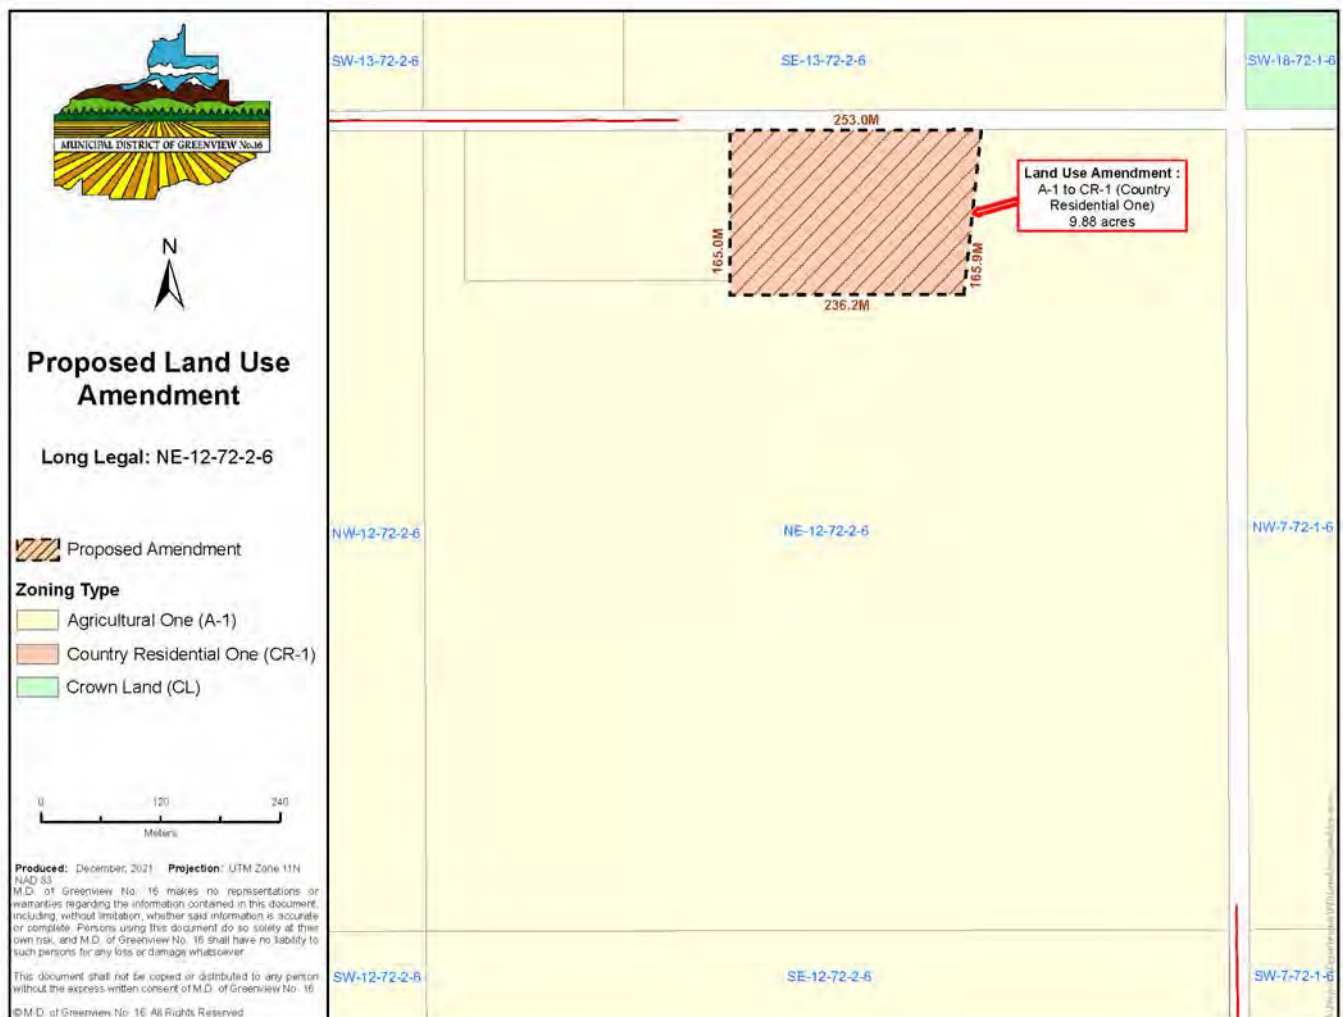 MUNICIPAL DISTRICT OF GREENVIEW No.16
N
Proposed Land Use
Amendment
Long Legal: NE-12-72-2-6
Proposed Amendment
Zoning Type
Agricultural One (A-1)
Country Residential One (CR-1)
Crown Land (CL)
0 120 240
Meters
Produced: December, 2021 Projection: UTM Zone 11N
NAD 83
M.D. of Greenview No. 16 makes no representations or
warranties regarding the information contained in this document,
including, without limitation, whether said information is accurate
or complete. Persons using this document do so solely at their
own risk, and M.D. of Greenview No. 16 shall have no liability to
such persons for any loss or damage whatsoever.
This document shall not be copied or distributed to any person
without the express written consent of M.D. of Greenview No. 16.
© M.D. of Greenview No. 16. All Rights Reserved
SW-13-72-2-6
SE-13-72-2-6
SW-18-72-1-6
253.0M
Land Use Amendment :
A-1 to CR-1 (Country
Residential One)
9.88 acres
165.0M
165.9M
236.2M
NW-12-72-2-6
NE-12-72-2-6
NW-7-72-1-6
SW-12-72-2-6
SE-12-72-2-6
SW-7-72-1-6